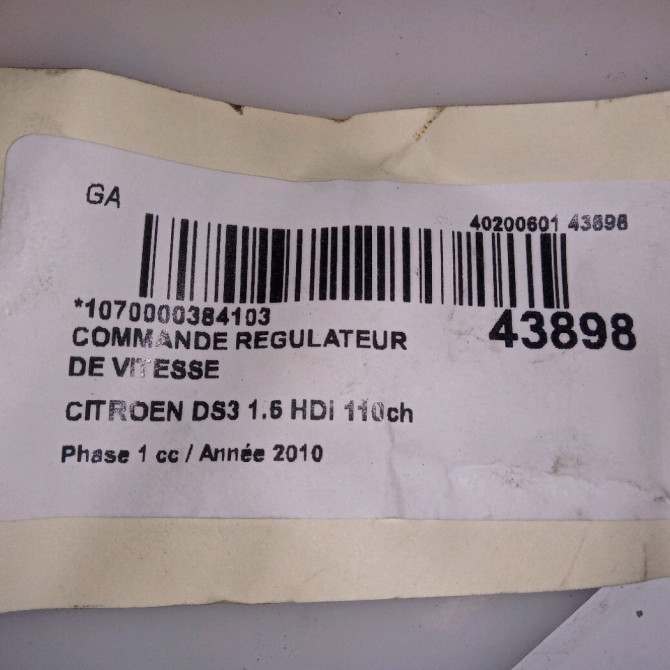 GA
40200601 43898
*1070000384103
43898
COMMANDE REGULATEUR
DE VITESSE
CITROEN DS3 1.6 HDI 110ch
Phase 1 cc / Année 2010